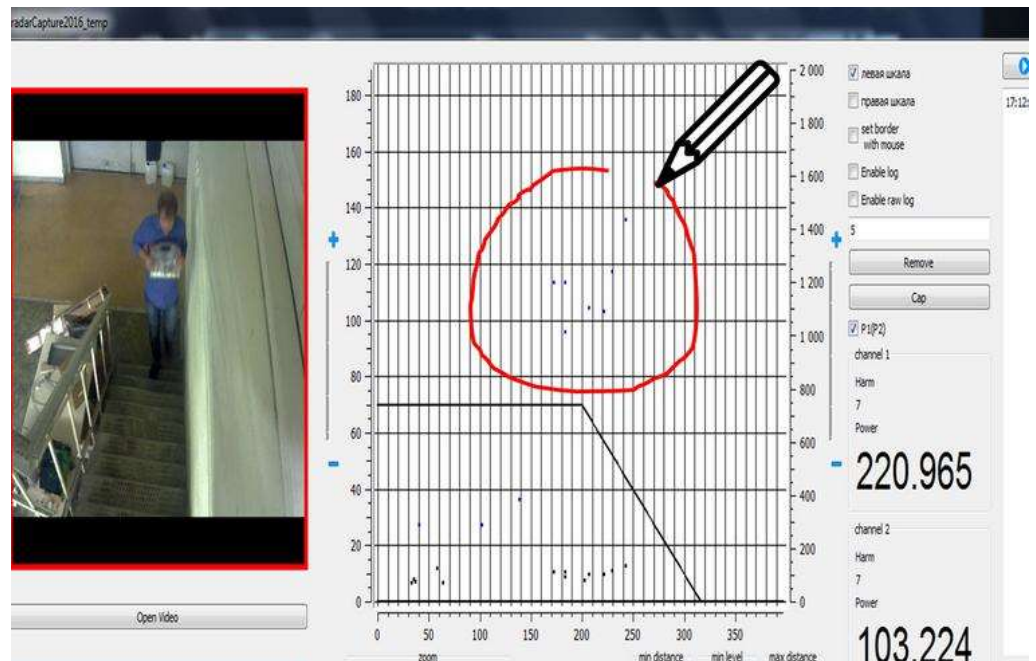 radarCapture2016_temp
Open Video
180
160
140
120
100
80
60
40
20
0
2 000
1 800
1 600
1 400
1 200
1 000
800
600
400
200
0
0 50 100 150 200 250 300 350
zoom
min distance min level max distance
левая шкала
правая шкала
set border
with mouse
Enable log
Enable raw log
5
Remove
Cap
P1(P2)
channel 1
Harm
7
Power
220.965
channel 2
Harm
7
Power
103.224
17:12: